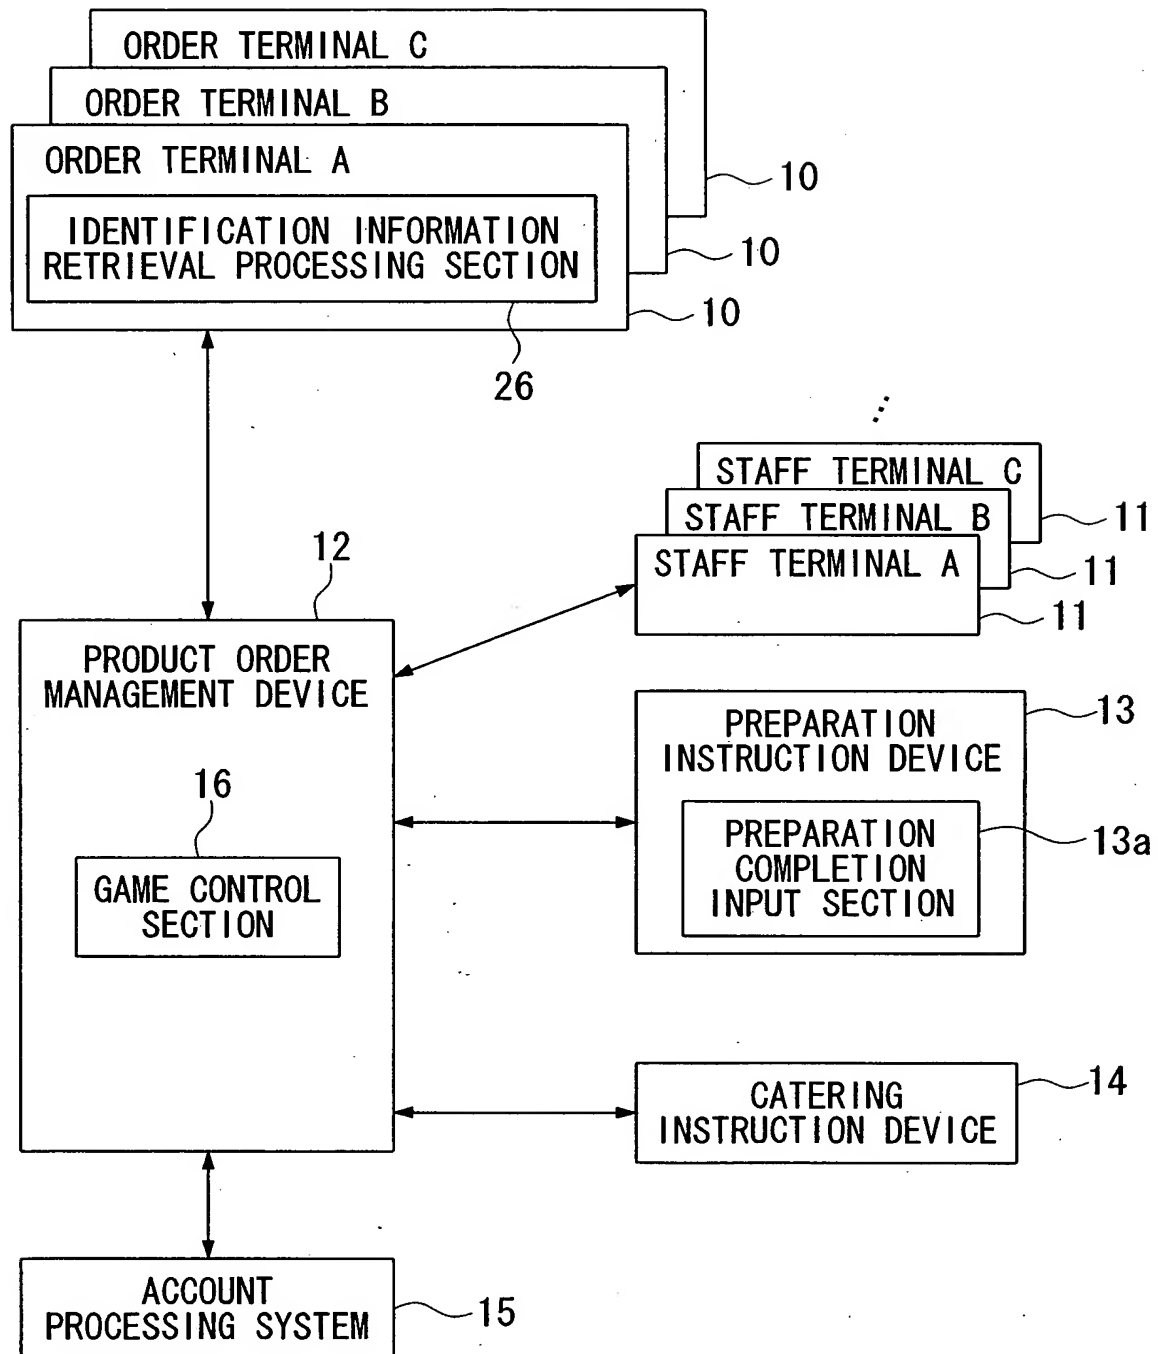 ORDER TERMINAL C
ORDER TERMINAL B
ORDER TERMINAL A
10
IDENTIFICATION INFORMATION
RETRIEVAL PROCESSING SECTION
10
10
26
STAFF TERMINAL C
STAFF TERMINAL B
11
STAFF TERMINAL A
11
11
12
PRODUCT ORDER
MANAGEMENT DEVICE
PREPARATION
INSTRUCTION DEVICE
13
16
GAME CONTROL
SECTION
PREPARATION
COMPLETION
INPUT SECTION
13a
CATERING
INSTRUCTION DEVICE
14
ACCOUNT
PROCESSING SYSTEM
15